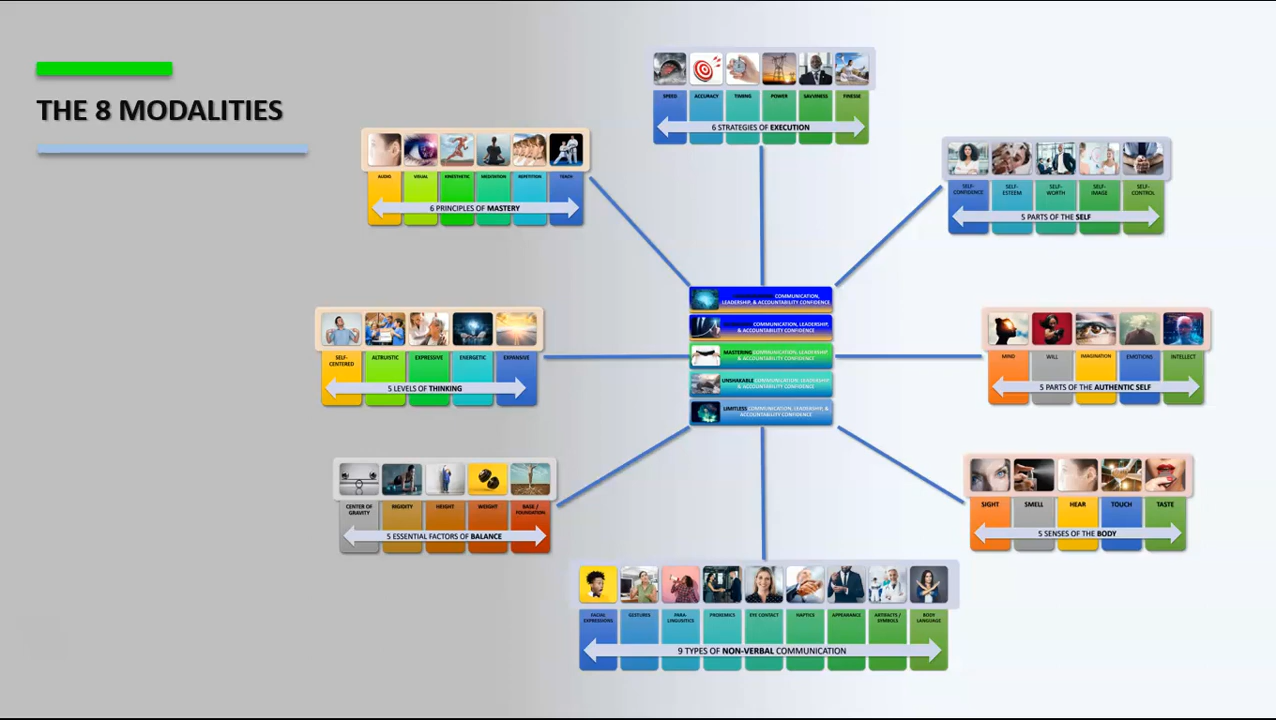 THE 8 MODALITIES
SPEED ACCURACY TIMING POWER SAVVINESS FINESSE
6 STRATEGIES OF EXECUTION
AUDIO VISUAL KINESTHETIC MEDITATION REPETITION TEACH
6 PRINCIPLES OF MASTERY
SELF-CONFIDENCE SELF-ESTEEM SELF-WORTH SELF-IMAGE SELF-CONTROL
5 PARTS OF THE SELF
COMMUNICATION,
LEADERSHIP, & ACCOUNTABILITY CONFIDENCE
COMMUNICATION, LEADERSHIP,
& ACCOUNTABILITY CONFIDENCE
MASTERING COMMUNICATION, LEADERSHIP
& ACCOUNTABILITY CONFIDENCE
UNSHAKABLE COMMUNICATION, LEADERSHIP,
& ACCOUNTABILITY CONFIDENCE
LIMITLESS COMMUNICATION, LEADERSHIP, &
ACCOUNTABILITY CONFIDENCE
SELF-CENTERED ALTRUISTIC EXPRESSIVE ENERGETIC EXPANSIVE
5 LEVELS OF THINKING
MIND WILL IMAGINATION EMOTIONS INTELLECT
5 PARTS OF THE AUTHENTIC SELF
CENTER OF GRAVITY RIGIDITY HEIGHT WEIGHT BASE / FOUNDATION
5 ESSENTIAL FACTORS OF BALANCE
SIGHT SMELL HEAR TOUCH TASTE
5 SENSES OF THE BODY
FACIAL EXPRESSIONS GESTURES PARA-LINGUISITICS PROXEMICS EYE CONTACT HAPTICS APPEARANCE ARTIFACTS / SYMBOLS BODY LANGUAGE
9 TYPES OF NON-VERBAL COMMUNICATION